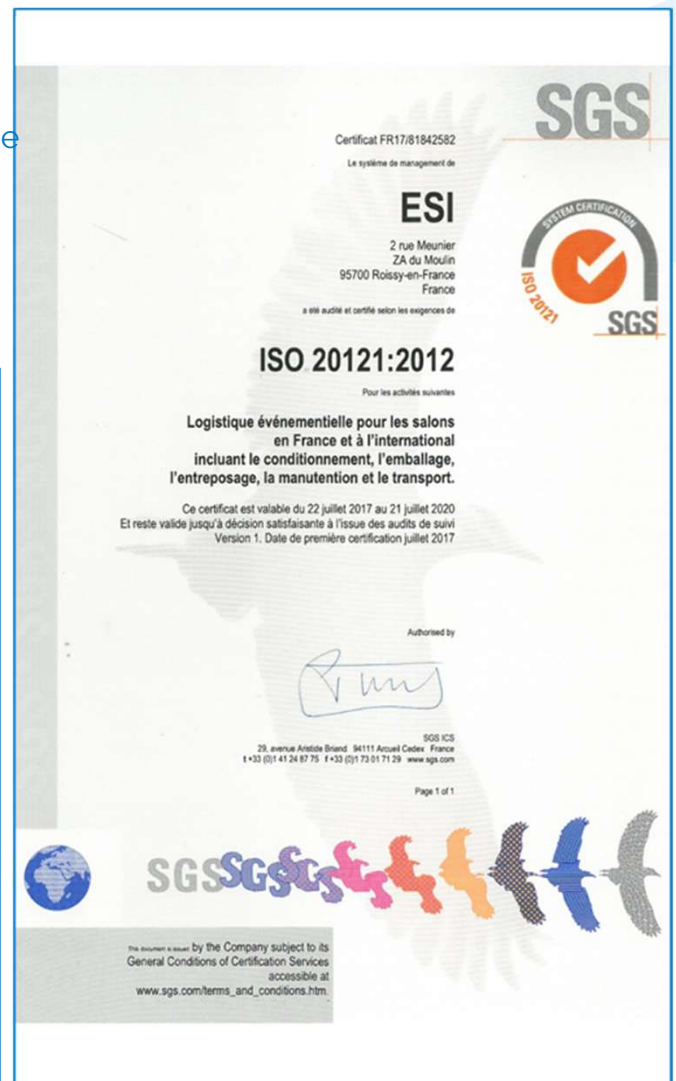 SGS
e
Certificat FR17/81842582
Le système de management de
ESI
2 rue Meunier
ZA du Moulin
95700 Roissy-en-France
France
a été audité et certifié selon les exigences de
SYSTEM CERTIFICATION
ISO 20121
SGS
ISO 20121:2012
Pour les activités suivantes
Logistique événementielle pour les salons
en France et à l'international
incluant le conditionnement, l'emballage,
l'entreposage, la manutention et le transport.
Ce certificat est valable du 22 juillet 2017 au 21 juillet 2020
Et reste valide jusqu'à décision satisfaisante à l'issue des audits de suivi
Version 1. Date de première certification juillet 2017
Authorised by
SGS ICS
29, avenue Aristide Briand 94111 Arcueil Cedex France
t +33 (0)1 41 24 87 75 f +33 (0)1 73 01 71 29 www.sgs.com
Page 1 of 1
SGSSGSSGS
This document is issued by the Company subject to its
General Conditions of Certification Services
accessible at
www.sgs.com/terms_and_conditions.htm.